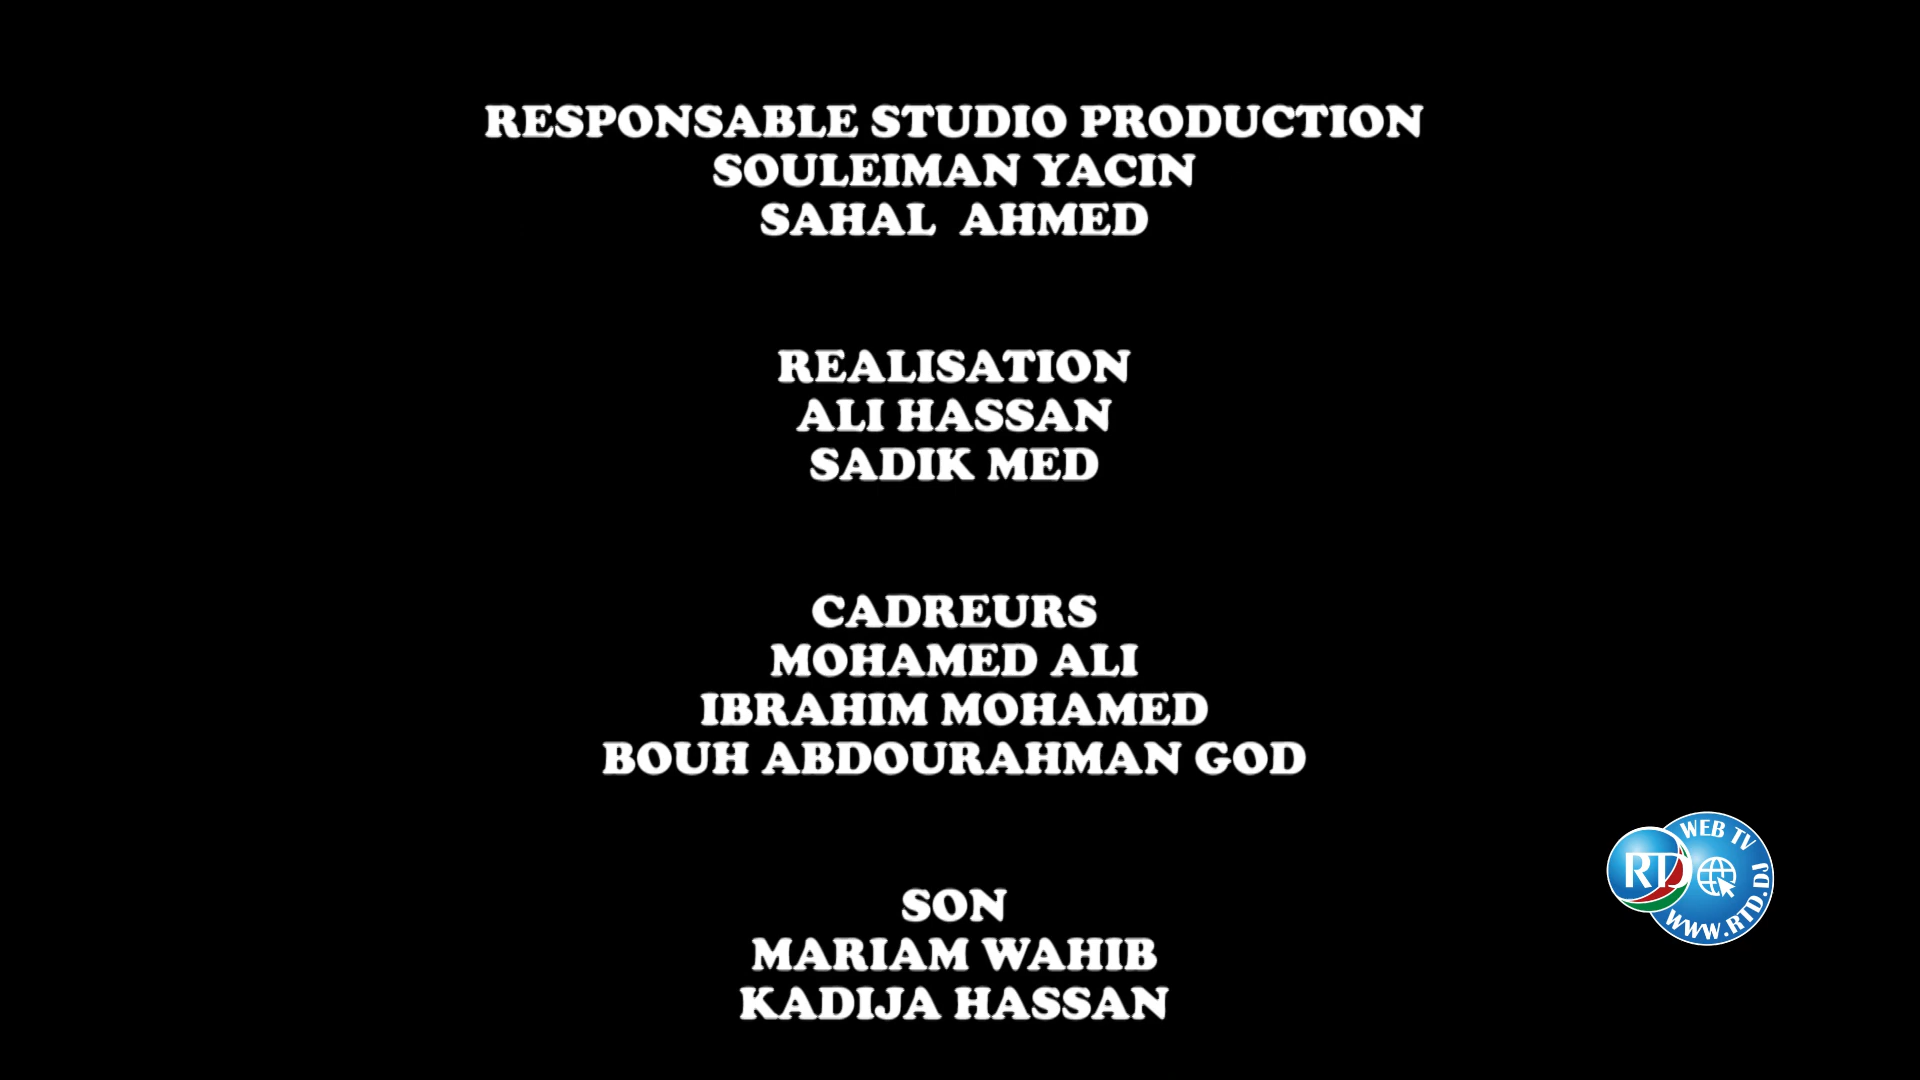 RESPONSABLE STUDIO PRODUCTION
SOULEIMAN YACIN
SAHAL  AHMED
REALISATION
ALI HASSAN
SADIK MED
CADREURS
MOHAMED ALI
IBRAHIM MOHAMED
BOUH ABDOURAHMAN GOD
SON
MARIAM WAHIB
KADIJA HASSAN
WEB TV
RTD
WWW.RTD.DJ